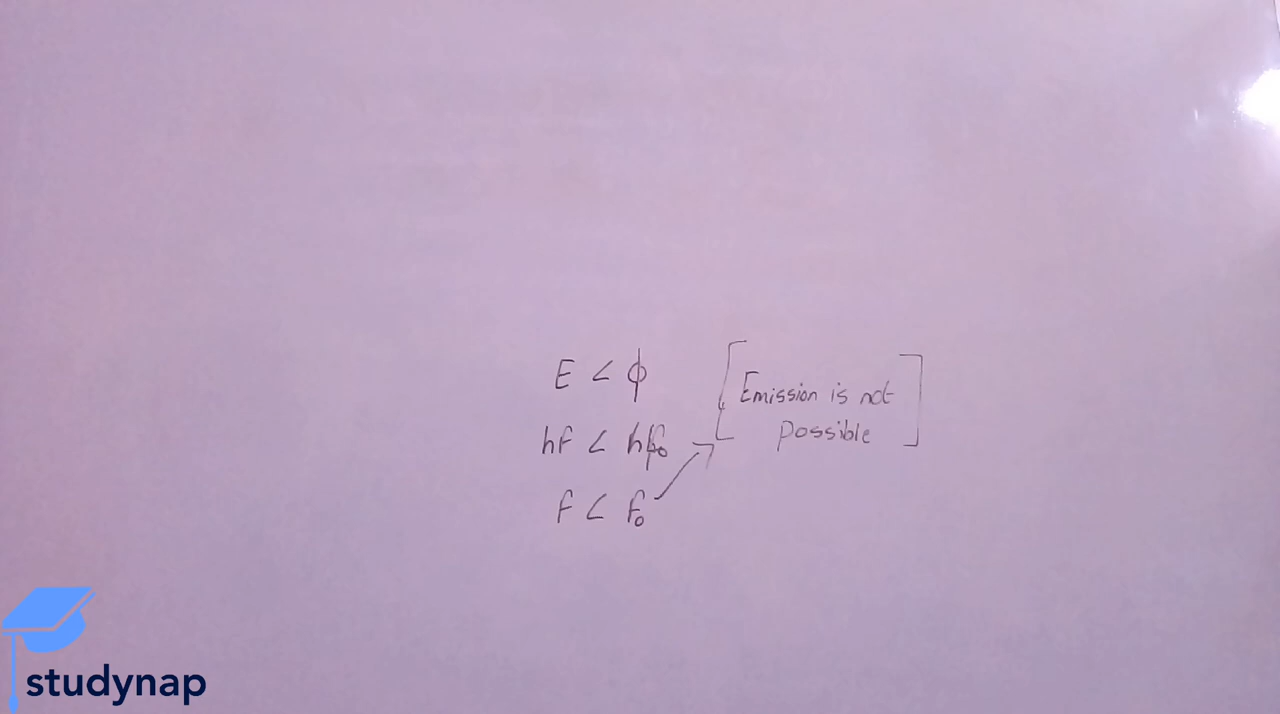 E < ϕ
[Emission is not
possible]
hf < hf₀
f < f₀
studynap